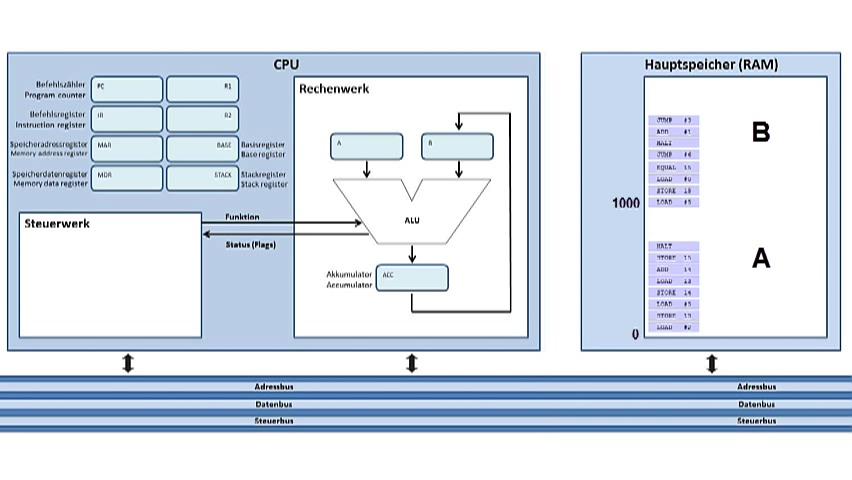 CPU
Befehlszähler
Program counter
PC
R1
Befehlsregister
Instruction register
IR
R2
Speicheradressregister
Memory address register
MAR
BASE
Basisregister
Base register
Speicherdatenregister
Memory data register
MDR
STACK
Stackregister
Stack register
Steuerwerk
Funktion
Status (Flags)
Rechenwerk
A
B
ALU
Akkumulator
Accumulator
ACC
Hauptspeicher (RAM)
JUMP #3
ADD #1
HALT
JUMP #6
EQUAL
LOAD #0
STORE 18
LOAD #5
1000
B
HALT
STORE 15
ADD 14
LOAD 13
STORE 14
LOAD #5
STORE 13
LOAD #2
A
0
Adressbus
Adressbus
Datenbus
Datenbus
Steuerbus
Steuerbus